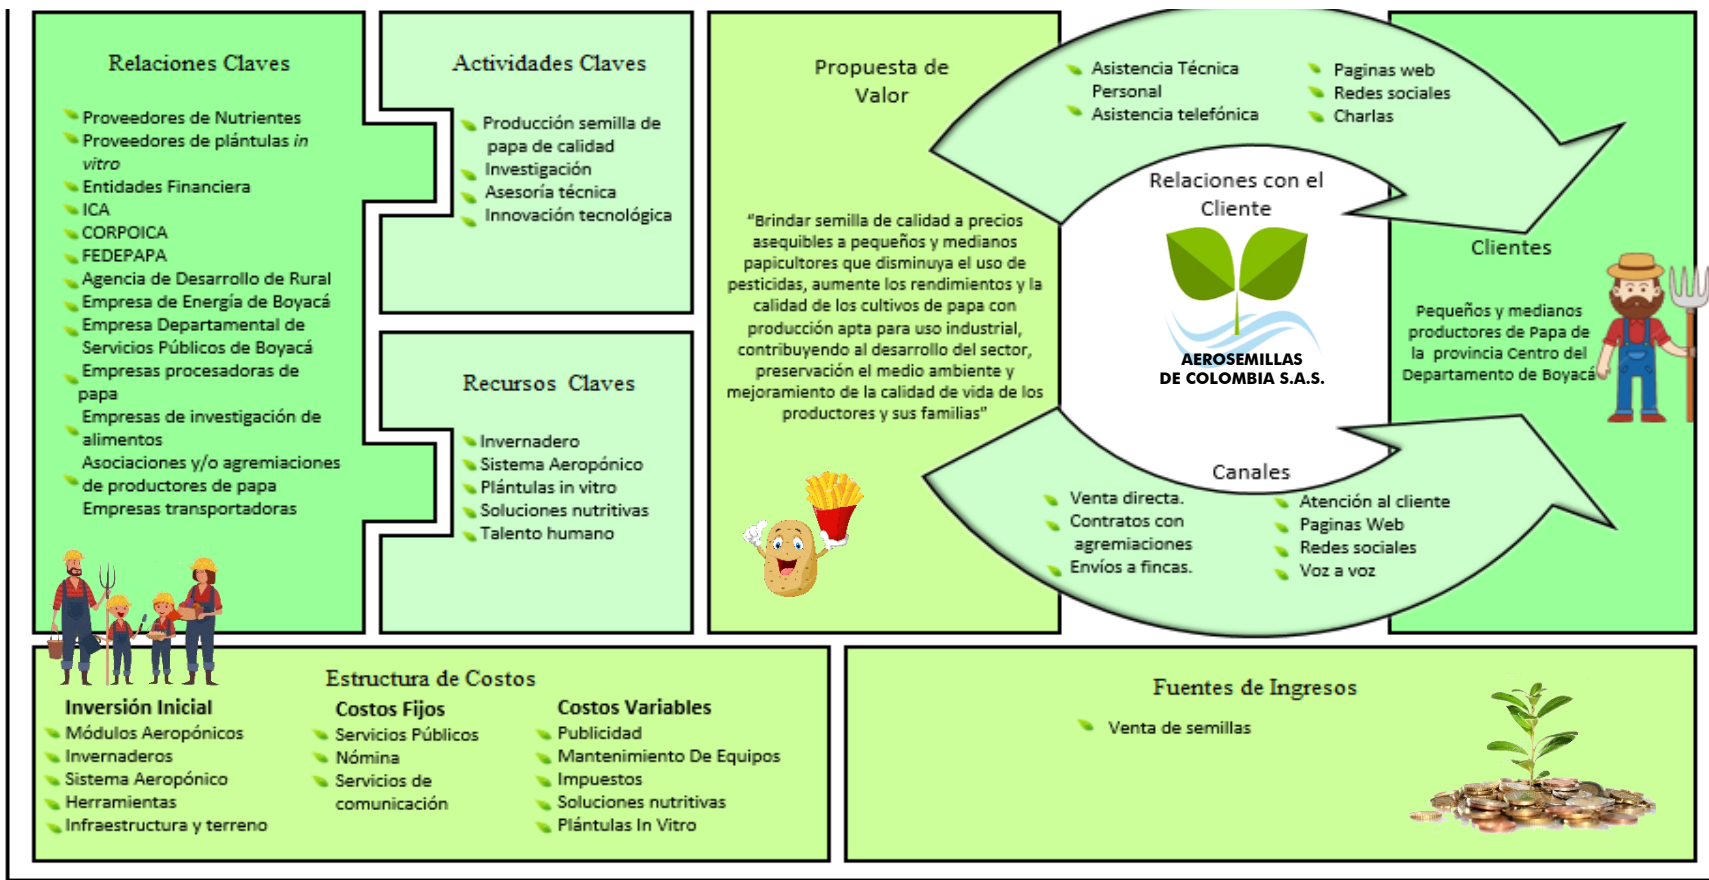 Relaciones Claves
Proveedores de Nutrientes
Proveedores de plántulas in
vitro
Entidades Financiera
ICA
CORPOICA
FEDEPAPA
Agencia de Desarrollo de Rural
Empresa de Energía de Boyacá
Empresa Departamental de
Servicios Públicos de Boyacá
Empresas procesadoras de
papa
Empresas de investigación de
alimentos
Asociaciones y/o agremiaciones
de productores de papa
Empresas transportadoras
Actividades Claves
Producción semilla de
papa de calidad
Investigación
Asesoría técnica
Innovación tecnológica
Recursos Claves
Invernadero
Sistema Aeropónico
Plántulas in vitro
Soluciones nutritivas
Talento humano
Propuesta de
Valor
“Brindar semilla de calidad a precios
asequibles a pequeños y medianos
papicultores que disminuya el uso de
pesticidas, aumente los rendimientos y la
calidad de los cultivos de papa con
producción apta para uso industrial,
contribuyendo al desarrollo del sector,
preservación el medio ambiente y
mejoramiento de la calidad de vida de los
productores y sus familias”
Asistencia Técnica
Personal
Asistencia telefónica
Paginas web
Redes sociales
Charlas
Relaciones con el
Cliente
AEROSEMILLAS
DE COLOMBIA S.A.S.
Canales
Venta directa.
Contratos con
agremiaciones
Envíos a fincas.
Atención al cliente
Paginas Web
Redes sociales
Voz a voz
Clientes
Pequeños y medianos
productores de Papa de
la provincia Centro del
Departamento de Boyacá
Estructura de Costos
Inversión Inicial
Módulos Aeropónicos
Invernaderos
Sistema Aeropónico
Herramientas
Infraestructura y terreno
Costos Fijos
Servicios Públicos
Nómina
Servicios de
comunicación
Costos Variables
Publicidad
Mantenimiento De Equipos
Impuestos
Soluciones nutritivas
Plántulas In Vitro
Fuentes de Ingresos
Venta de semillas